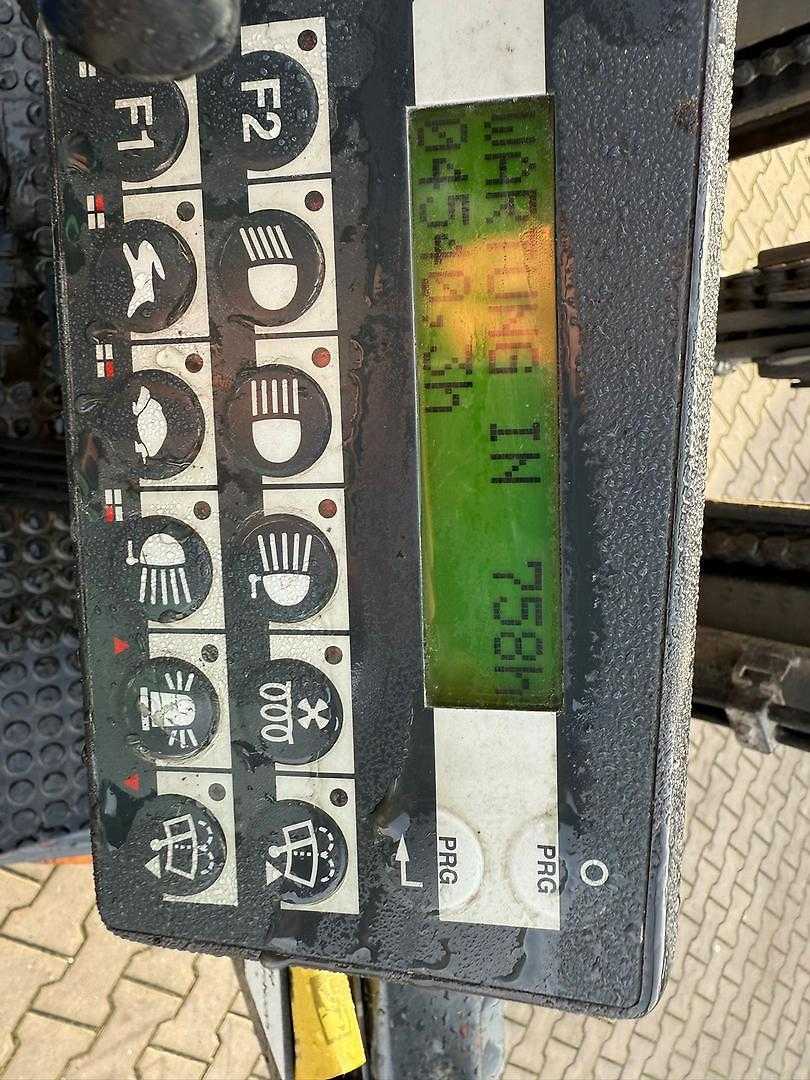 WARTUNG IN 758h
04540.3h
PRG
PRG
F2
F1